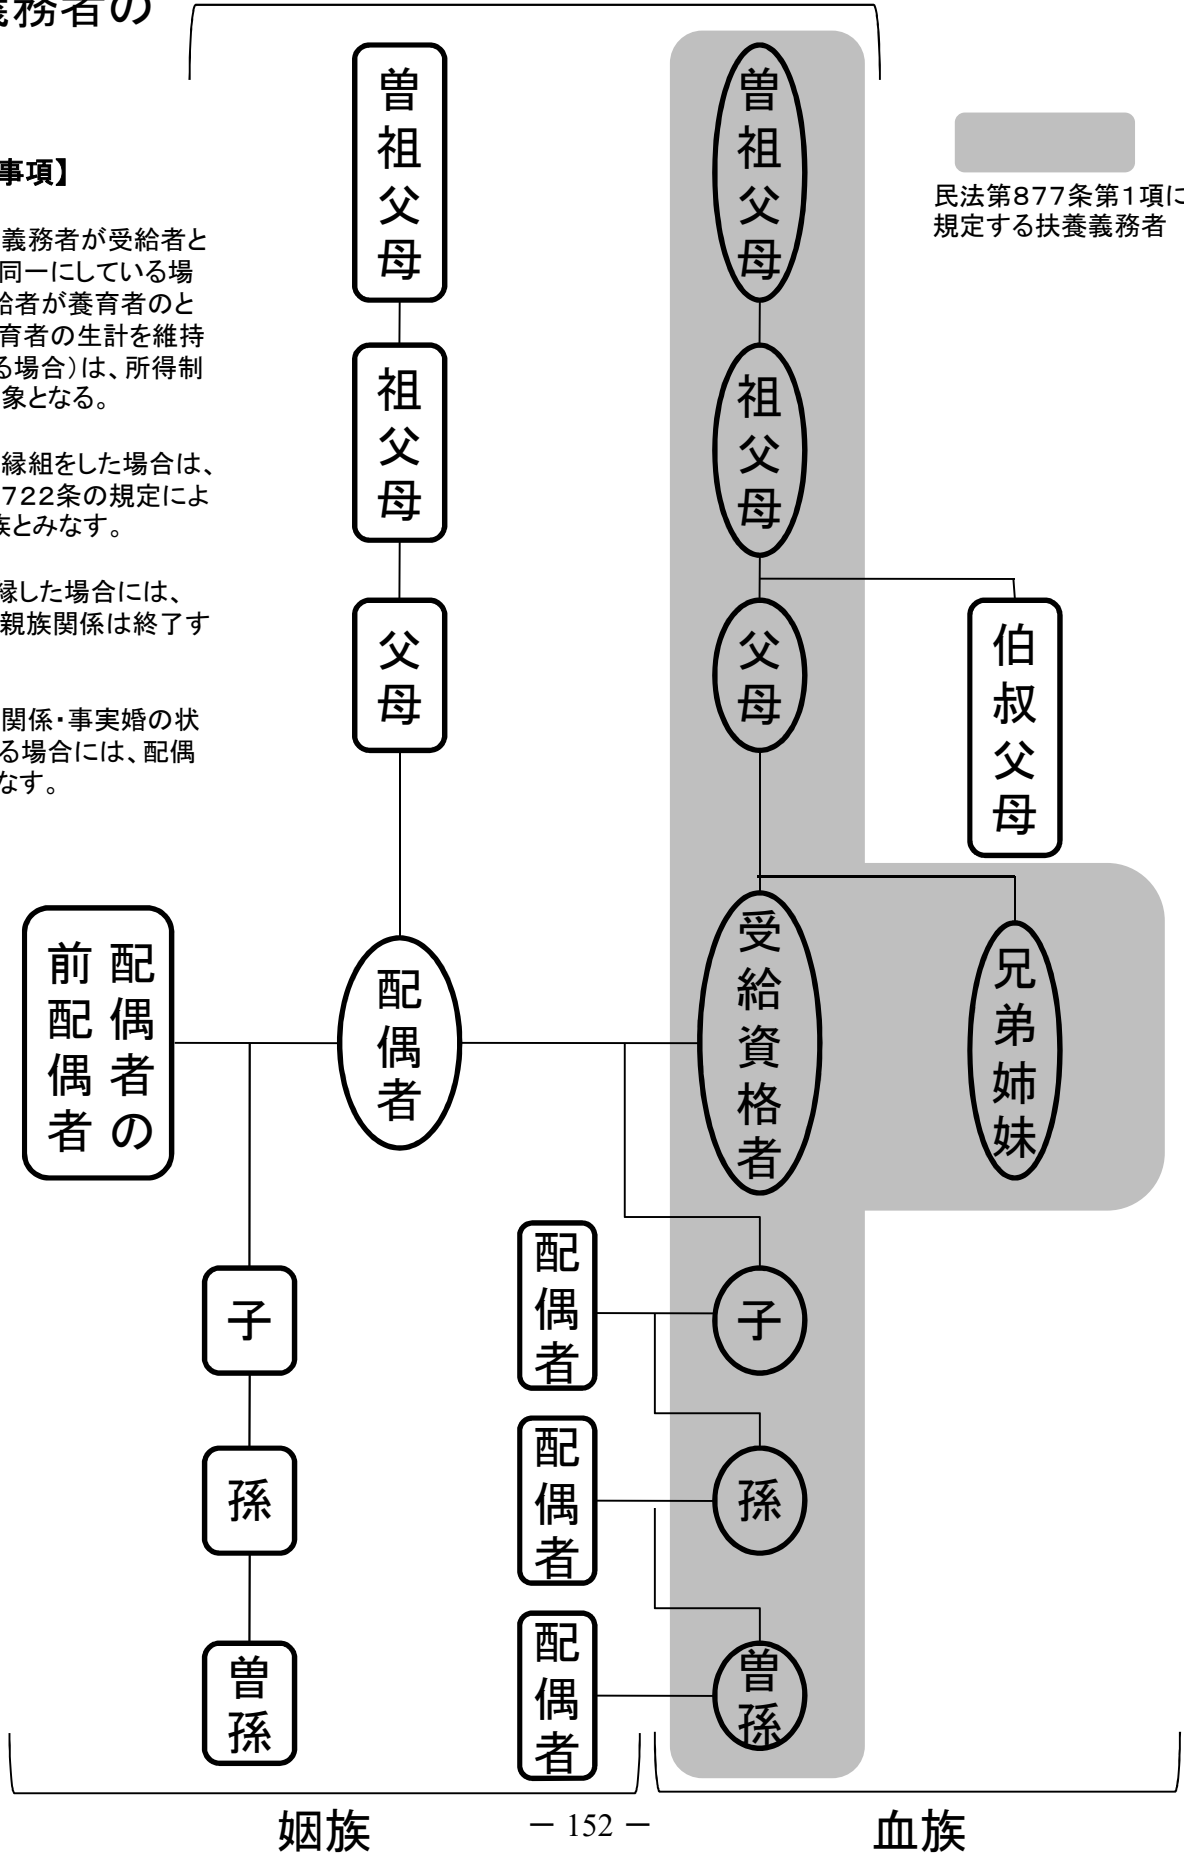 義務者の
事項】
義務者が受給者と
同一にしている場
給者が養育者のと
育者の生計を維持
る場合)は、所得制
象となる。
縁組をした場合は、
722条の規定によ
族とみなす。
縁した場合には、
親族関係は終了す
関係・事実婚の状
る場合には、配偶
なす。
曽祖父母
曽祖父母
民法第877条第1項に
規定する扶養義務者
祖父母
祖父母
父母
父母
伯叔父母
配偶者の
前配偶者
配偶者
受給資格者
兄弟姉妹
配偶者
子
子
配偶者
孫
孫
配偶者
曽孫
曽孫
姻族
― 152 ―
血族